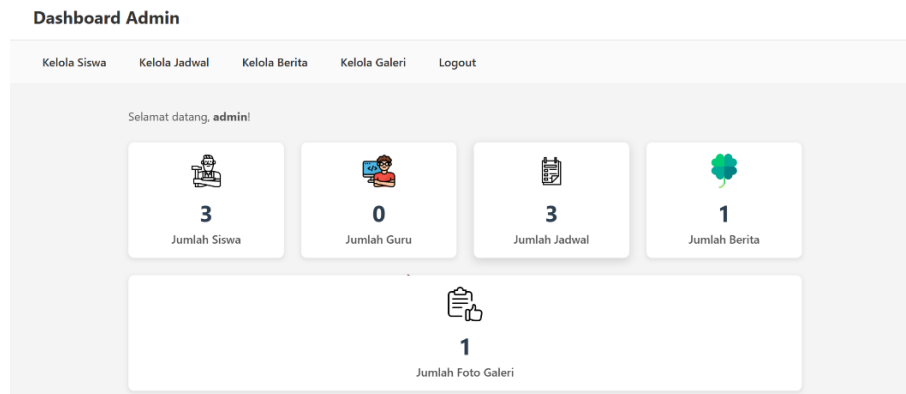 Dashboard Admin
Kelola Siswa Kelola Jadwal Kelola Berita Kelola Galeri Logout
Selamat datang, admin!
3 0 3 1
Jumlah Siswa Jumlah Guru Jumlah Jadwal Jumlah Berita
1
Jumlah Foto Galeri